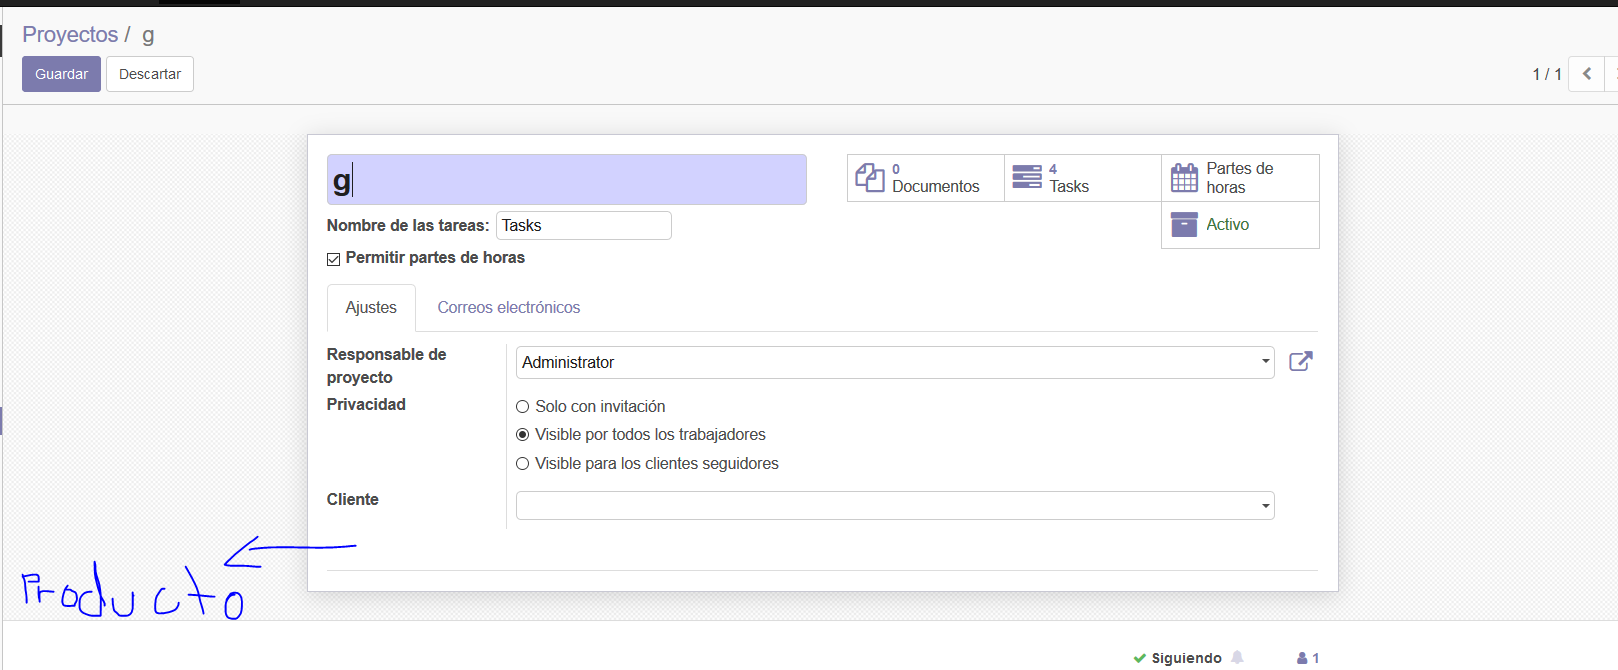 Proyectos / g
Guardar Descartar
1 / 1
g
0
Documentos
4
Tasks
Partes de
horas
Activo
Nombre de las tareas: Tasks
Permitir partes de horas
Ajustes Correos electrónicos
Responsable de
proyecto
Administrator
Privacidad
Solo con invitación
Visible por todos los trabajadores
Visible para los clientes seguidores
Cliente
Producto
Siguiendo 1